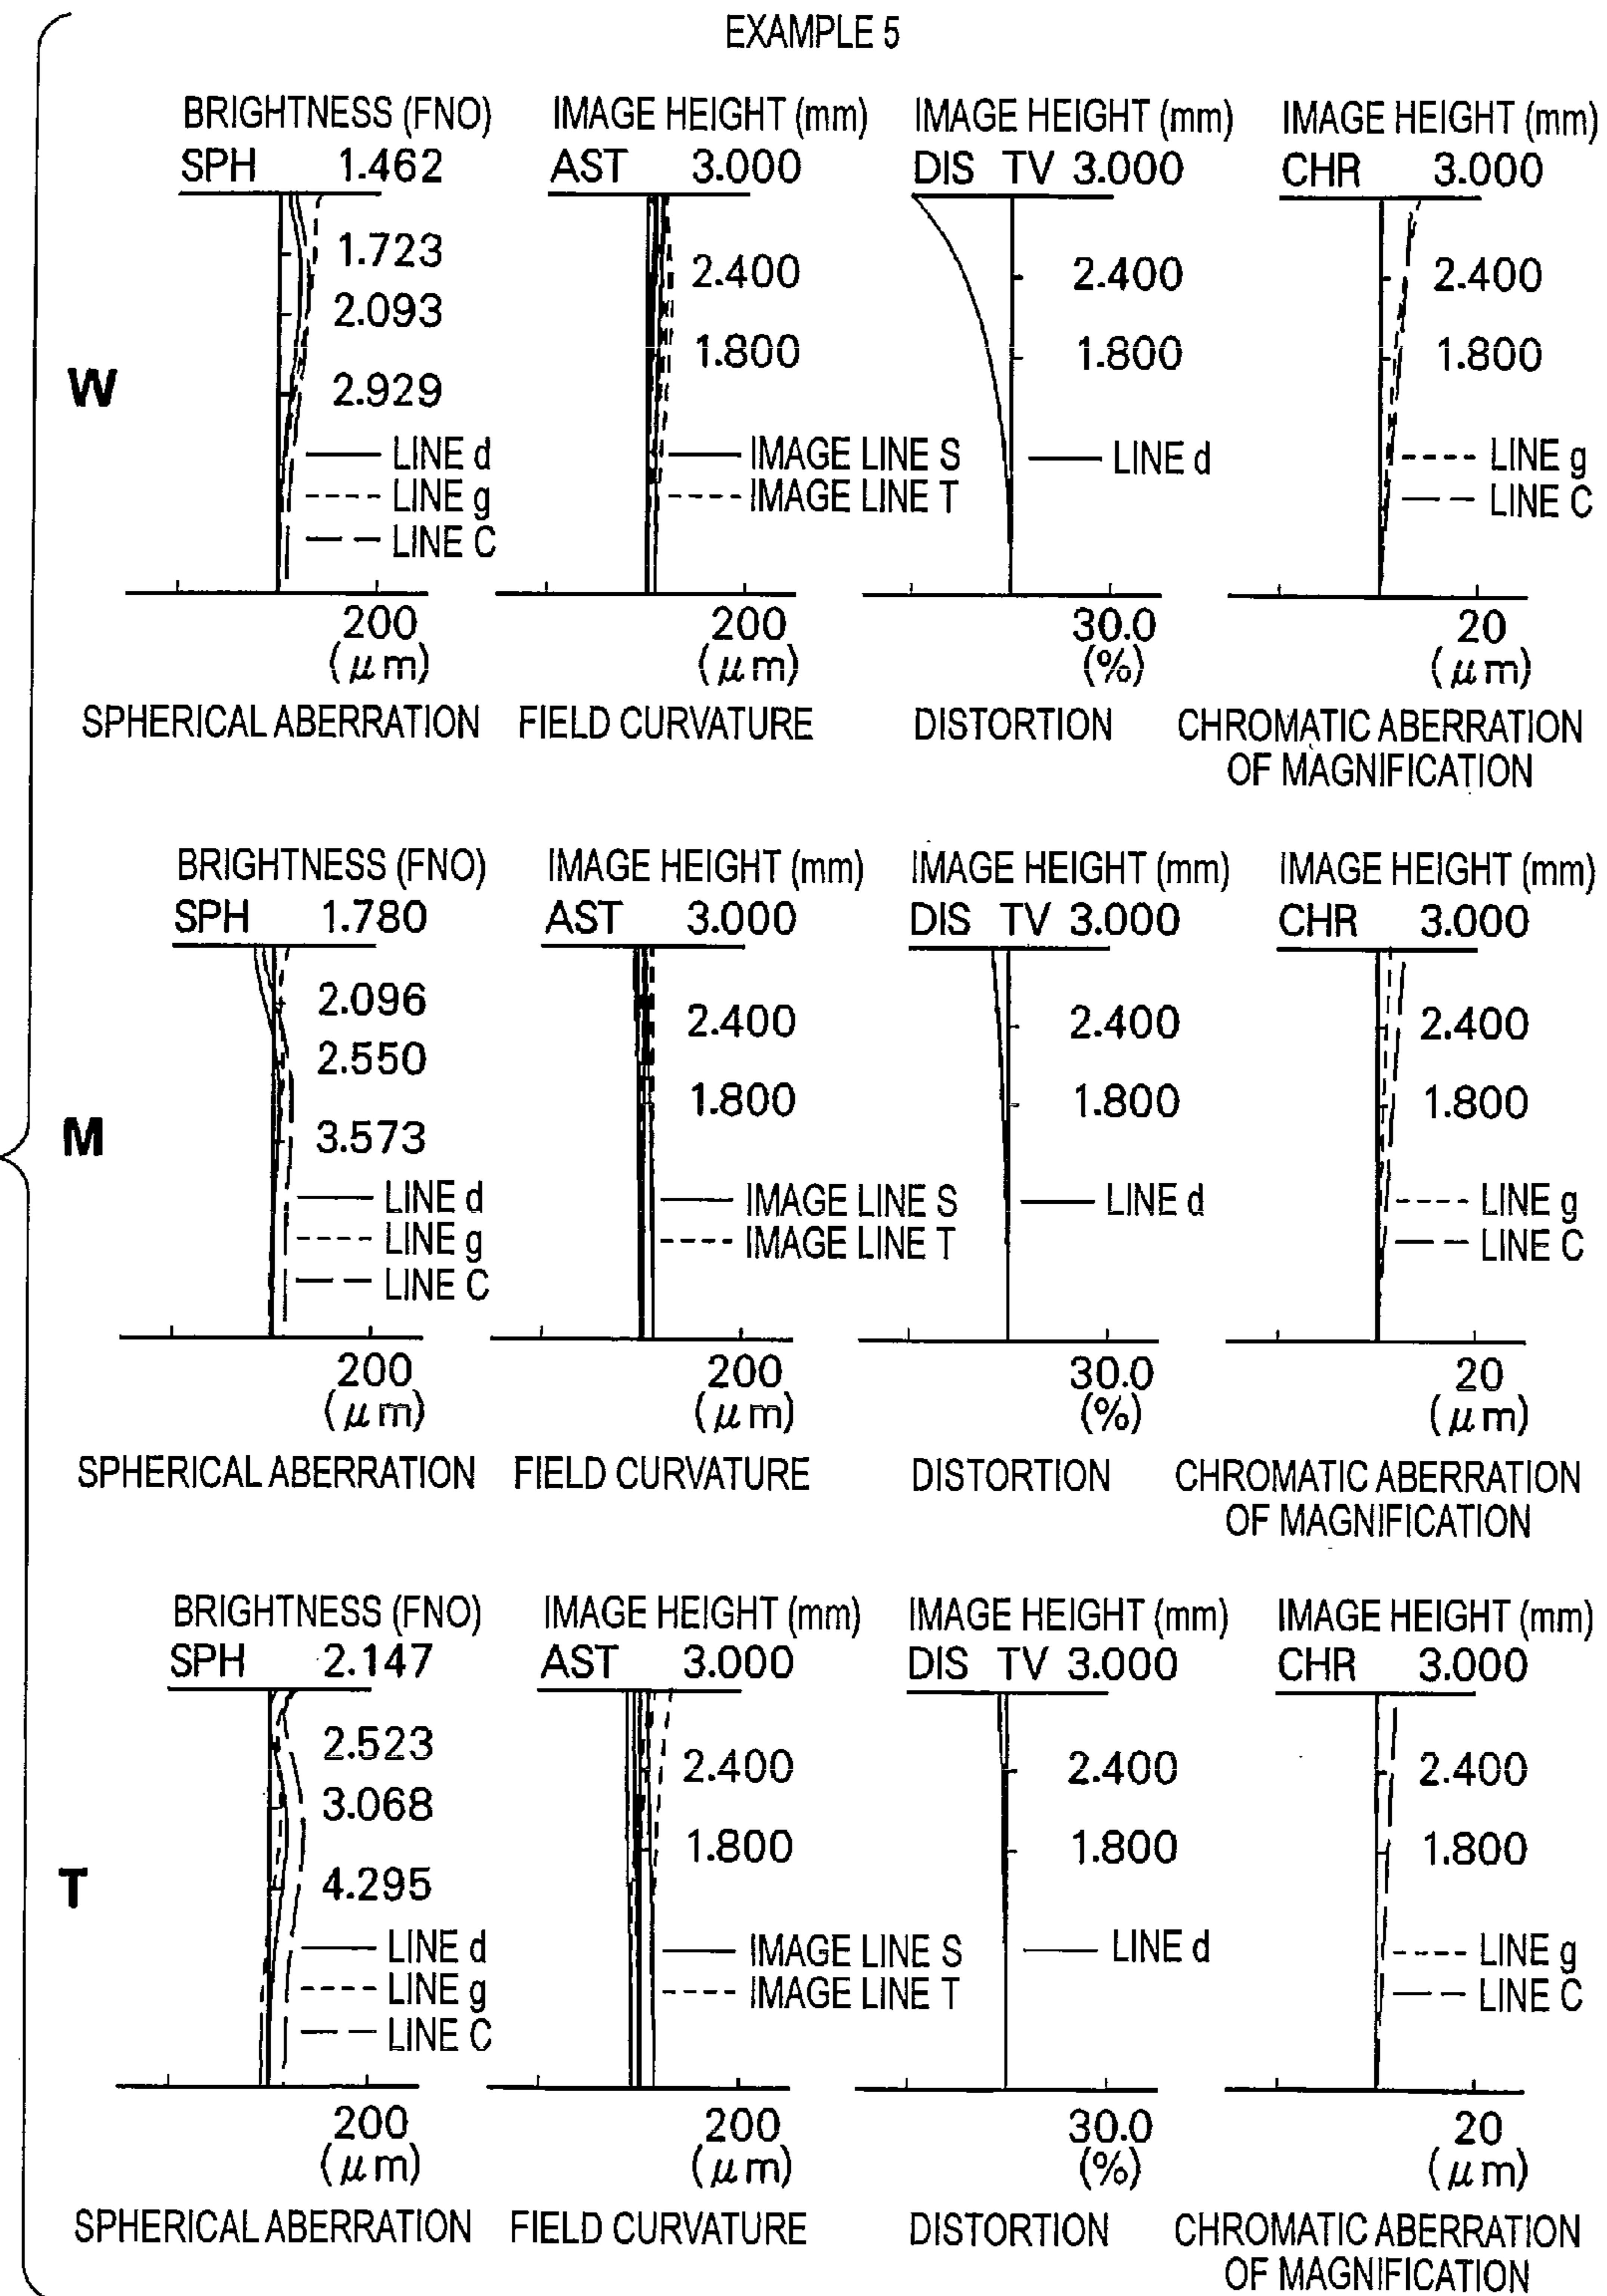 EXAMPLE 5
W
BRIGHTNESS (FNO)
SPH 1.462
1.723
2.093
2.929
LINE d
LINE g
LINE C
200
(μm)
SPHERICAL ABERRATION
IMAGE HEIGHT (mm)
AST 3.000
2.400
1.800
IMAGE LINE S
IMAGE LINE T
200
(μm)
FIELD CURVATURE
IMAGE HEIGHT (mm)
DIS TV 3.000
2.400
1.800
LINE d
30.0
(%)
DISTORTION
IMAGE HEIGHT (mm)
CHR 3.000
2.400
1.800
LINE g
LINE C
20
(μm)
CHROMATIC ABERRATION
OF MAGNIFICATION
M
BRIGHTNESS (FNO)
SPH 1.780
2.096
2.550
3.573
LINE d
LINE g
LINE C
200
(μm)
SPHERICAL ABERRATION
IMAGE HEIGHT (mm)
AST 3.000
2.400
1.800
IMAGE LINE S
IMAGE LINE T
200
(μm)
FIELD CURVATURE
IMAGE HEIGHT (mm)
DIS TV 3.000
2.400
1.800
LINE d
30.0
(%)
DISTORTION
IMAGE HEIGHT (mm)
CHR 3.000
2.400
1.800
LINE g
LINE C
20
(μm)
CHROMATIC ABERRATION
OF MAGNIFICATION
T
BRIGHTNESS (FNO)
SPH 2.147
2.523
3.068
4.295
LINE d
LINE g
LINE C
200
(μm)
SPHERICAL ABERRATION
IMAGE HEIGHT (mm)
AST 3.000
2.400
1.800
IMAGE LINE S
IMAGE LINE T
200
(μm)
FIELD CURVATURE
IMAGE HEIGHT (mm)
DIS TV 3.000
2.400
1.800
LINE d
30.0
(%)
DISTORTION
IMAGE HEIGHT (mm)
CHR 3.000
2.400
1.800
LINE g
LINE C
20
(μm)
CHROMATIC ABERRATION
OF MAGNIFICATION